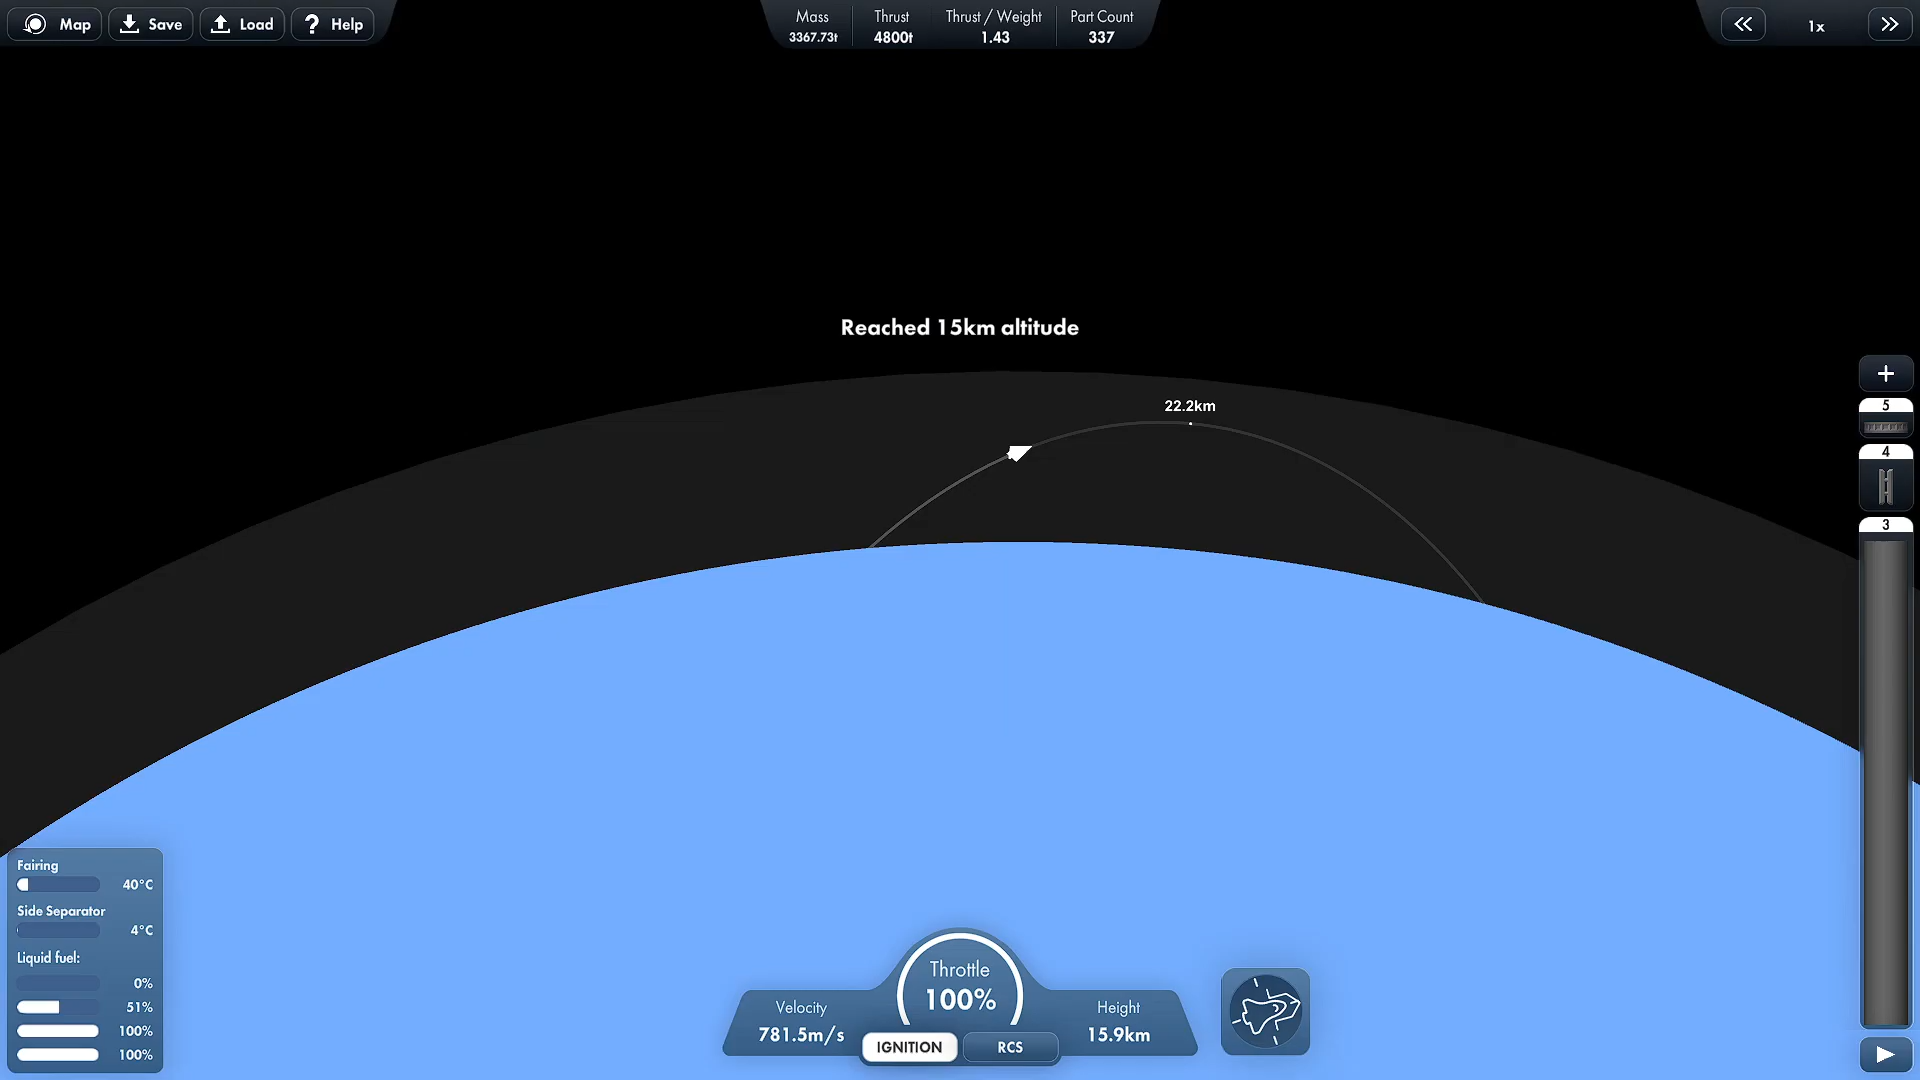 Map
Save
Load
Help
Mass
3367.73t
Thrust
4800t
Thrust / Weight
1.43
Part Count
337
1x
Reached 15km altitude
22.2km
5
4
3
Fairing
40°C
Side Separator
4°C
Liquid fuel:
0%
51%
100%
100%
Throttle
100%
Velocity
781.5m/s
Height
15.9km
IGNITION
RCS